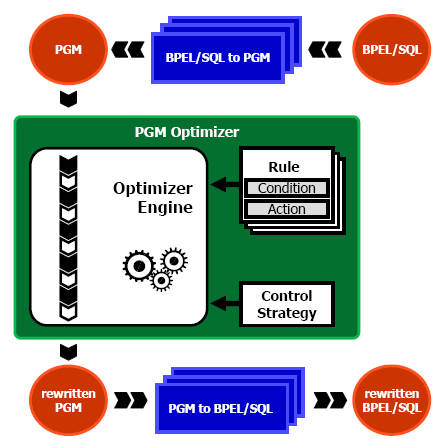 PGM
BPEL/SQL to PGM
BPEL/SQL
PGM Optimizer
Optimizer
Engine
Rule
Condition
Action
Control
Strategy
rewritten
PGM
PGM to BPEL/SQL
rewritten
BPEL/SQL